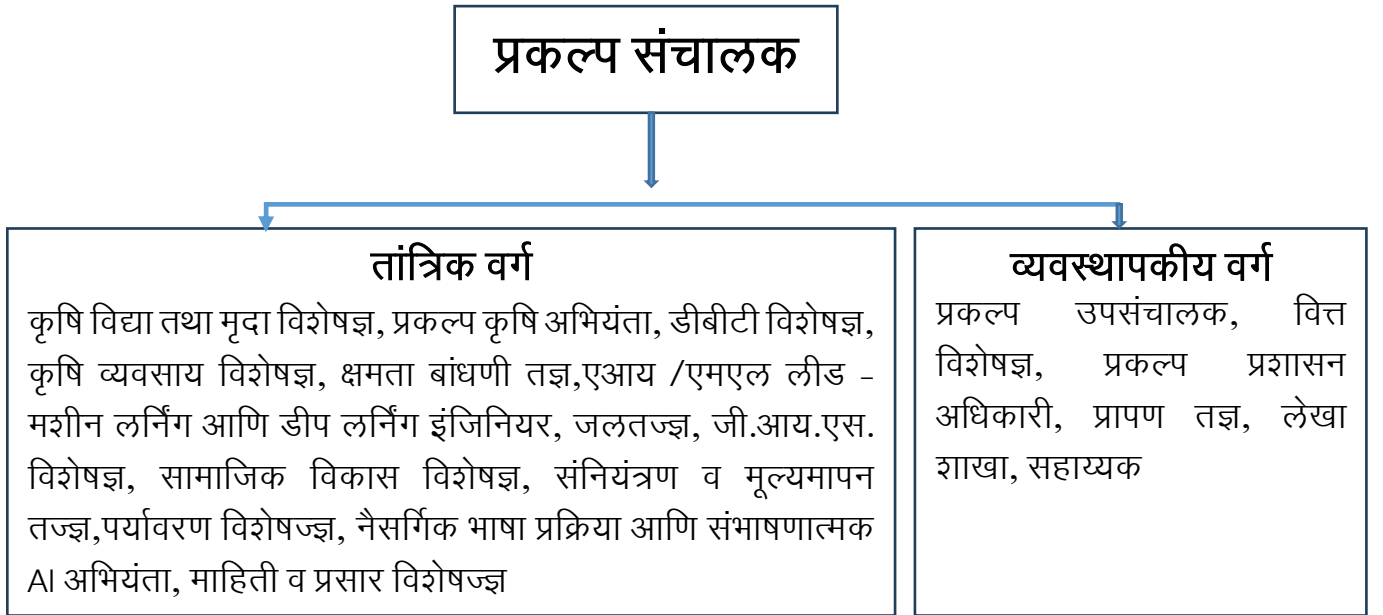 प्रकल्प संचालक
तांत्रिक वर्ग
कृषि विद्या तथा मृदा विशेषज्ञ, प्रकल्प कृषि अभियंता, डीबीटी विशेषज्ञ,
कृषि व्यवसाय विशेषज्ञ, क्षमता बांधणी तज्ञ,एआय /एमएल लीड –
मशीन लर्निंग आणि डीप लर्निंग इंजिनियर, जलतज्ज्ञ, जी.आय.एस.
विशेषज्ञ, सामाजिक विकास विशेषज्ञ, संनियंत्रण व मूल्यमापन
तज्ज्ञ,पर्यावरण विशेषज्ज्ञ, नैसर्गिक भाषा प्रक्रिया आणि संभाषणात्मक
AI अभियंता, माहिती व प्रसार विशेषज्ज्ञ
व्यवस्थापकीय वर्ग
प्रकल्प उपसंचालक, वित्त
विशेषज्ञ, प्रकल्प प्रशासन
अधिकारी, प्रापण तज्ञ, लेखा
शाखा, सहाय्यक